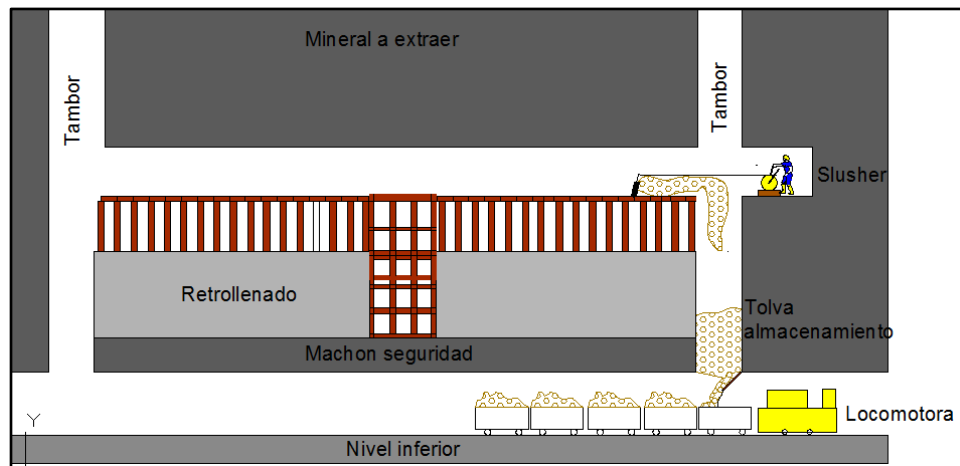 Mineral a extraer
Tambor
Tambor
Slusher
Retrollenado
Tolva
almacenamiento
Machon seguridad
Locomotora
Y
Nivel inferior